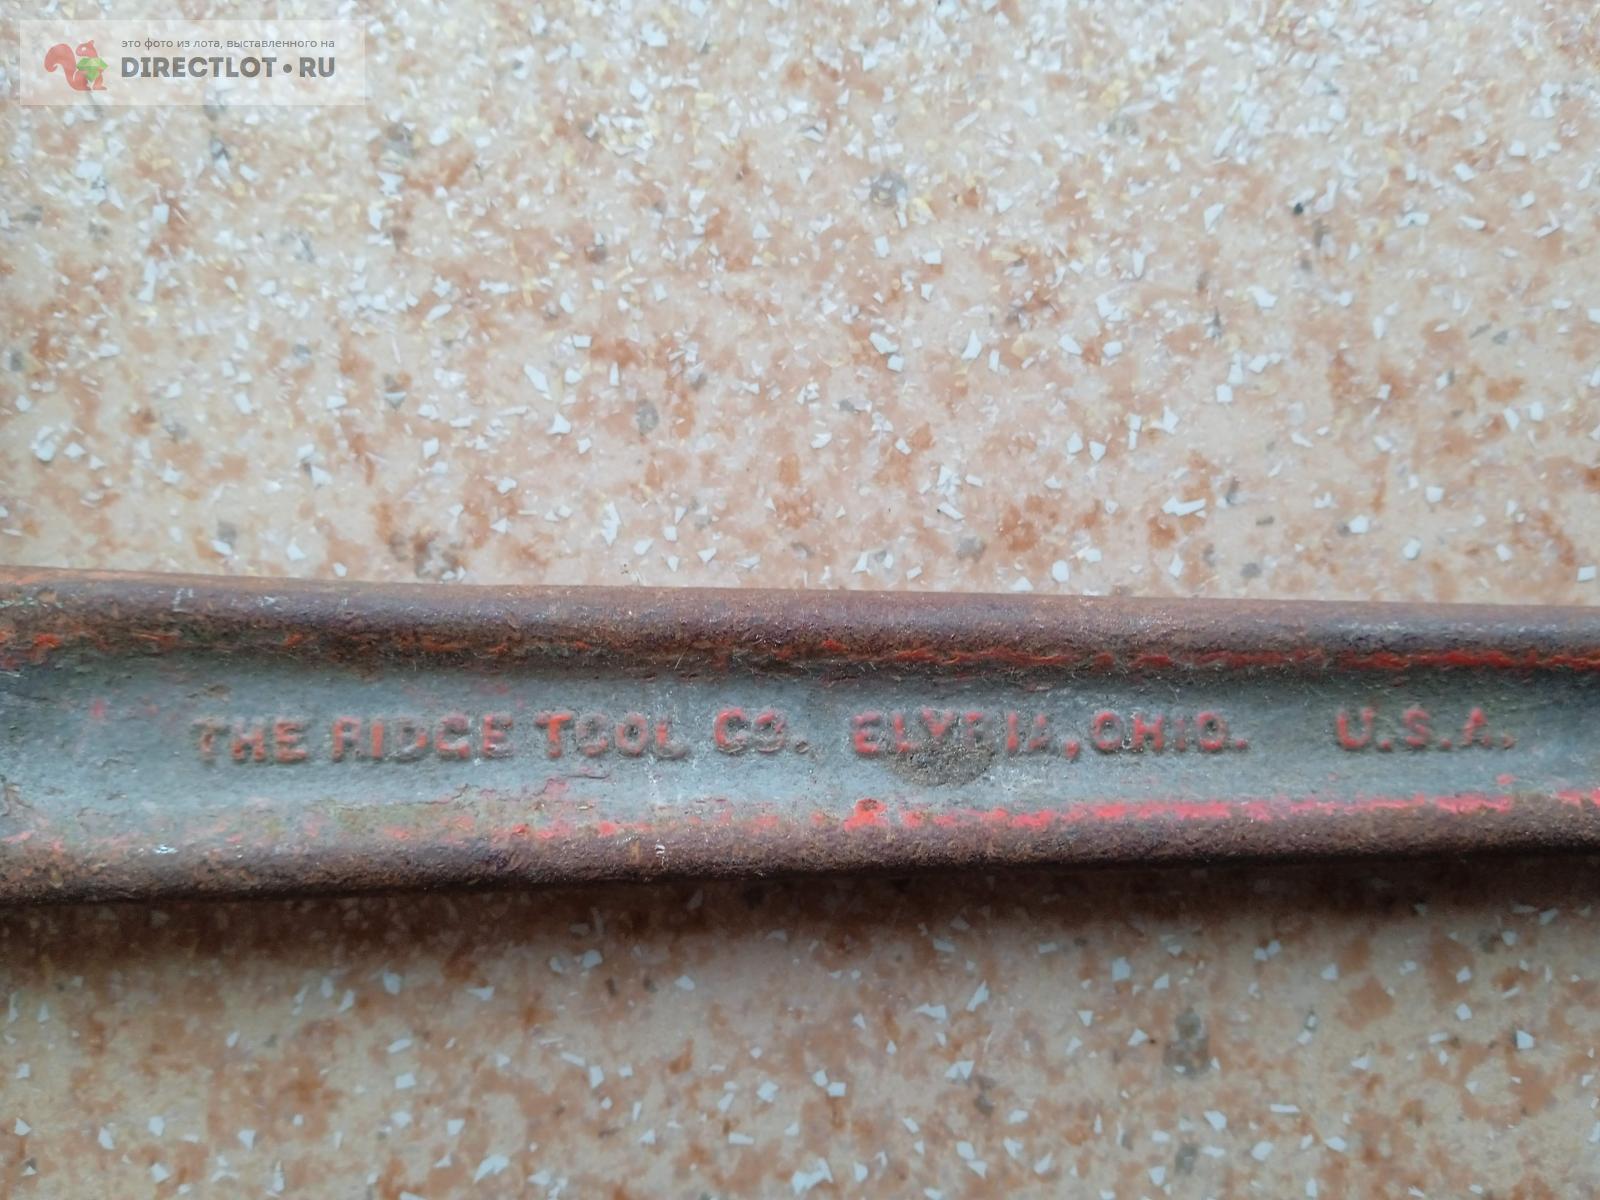 это фото из лота, выставленного на
DIRECTLOT•RU
THE RIDGE TOOL CO. ELYRIA, OHIO. U.S.A.